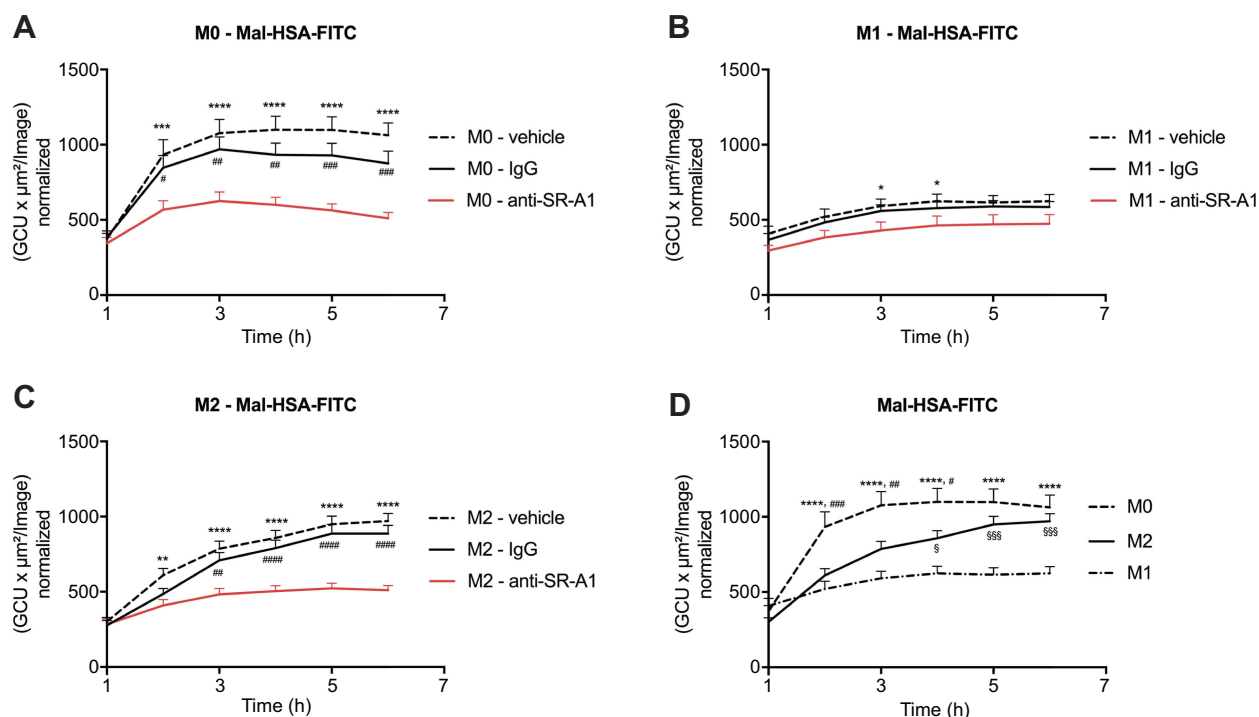 A
M0 - Mal-HSA-FITC
(GCU x µm²/Image)
normalized
1500
1000
500
0
1 3 5 7
Time (h)
*** **** **** **** ****
# ## ## ### ###
M0 - vehicle
M0 - IgG
M0 - anti-SR-A1
B
M1 - Mal-HSA-FITC
(GCU x µm²/Image)
normalized
1500
1000
500
0
1 3 5 7
Time (h)
* *
M1 - vehicle
M1 - IgG
M1 - anti-SR-A1
C
M2 - Mal-HSA-FITC
(GCU x µm²/Image)
normalized
1500
1000
500
0
1 3 5 7
Time (h)
** **** **** **** ****
## #### #### ####
M2 - vehicle
M2 - IgG
M2 - anti-SR-A1
D
Mal-HSA-FITC
(GCU x µm²/Image)
normalized
1500
1000
500
0
1 3 5 7
Time (h)
****, ### ****, ## ****, # **** ****
§ §§§ §§§
M0
M2
M1